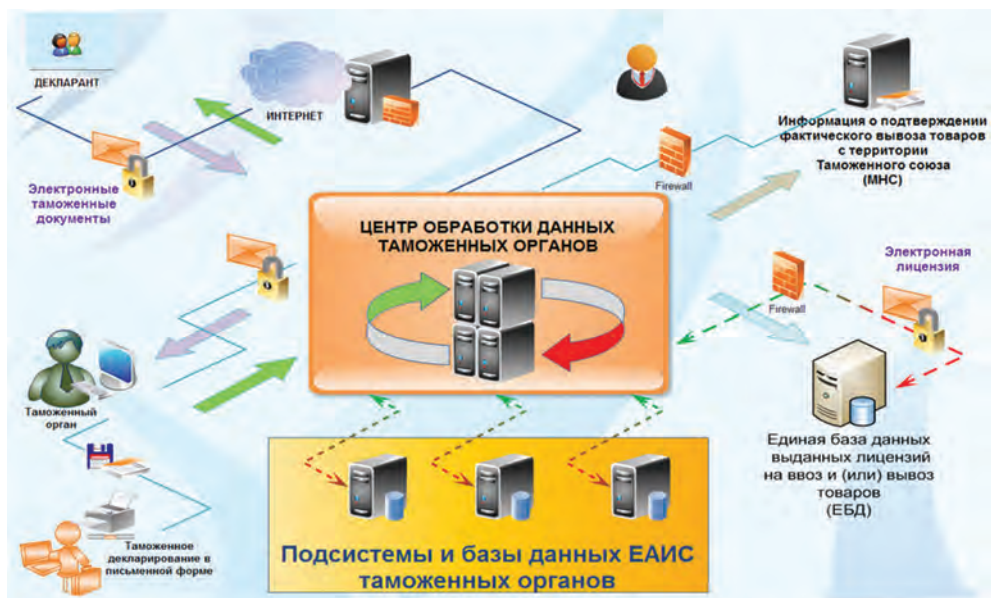 ДЕКЛАРАНТ
ИНТЕРНЕТ
Информация о подтверждении
фактического вывоза товаров
с территории
Таможенного союза
(МНС)
Firewall
Электронные
таможенные
документы
ЦЕНТР ОБРАБОТКИ ДАННЫХ
ТАМОЖЕННЫХ ОРГАНОВ
Электронная
лицензия
Firewall
Таможенный
орган
Единая база данных
выданных лицензий
на ввоз и (или) вывоз
товаров
(ЕБД)
Таможенное
декларирование в
письменной форме
Подсистемы и базы данных ЕАИС
таможенных органов